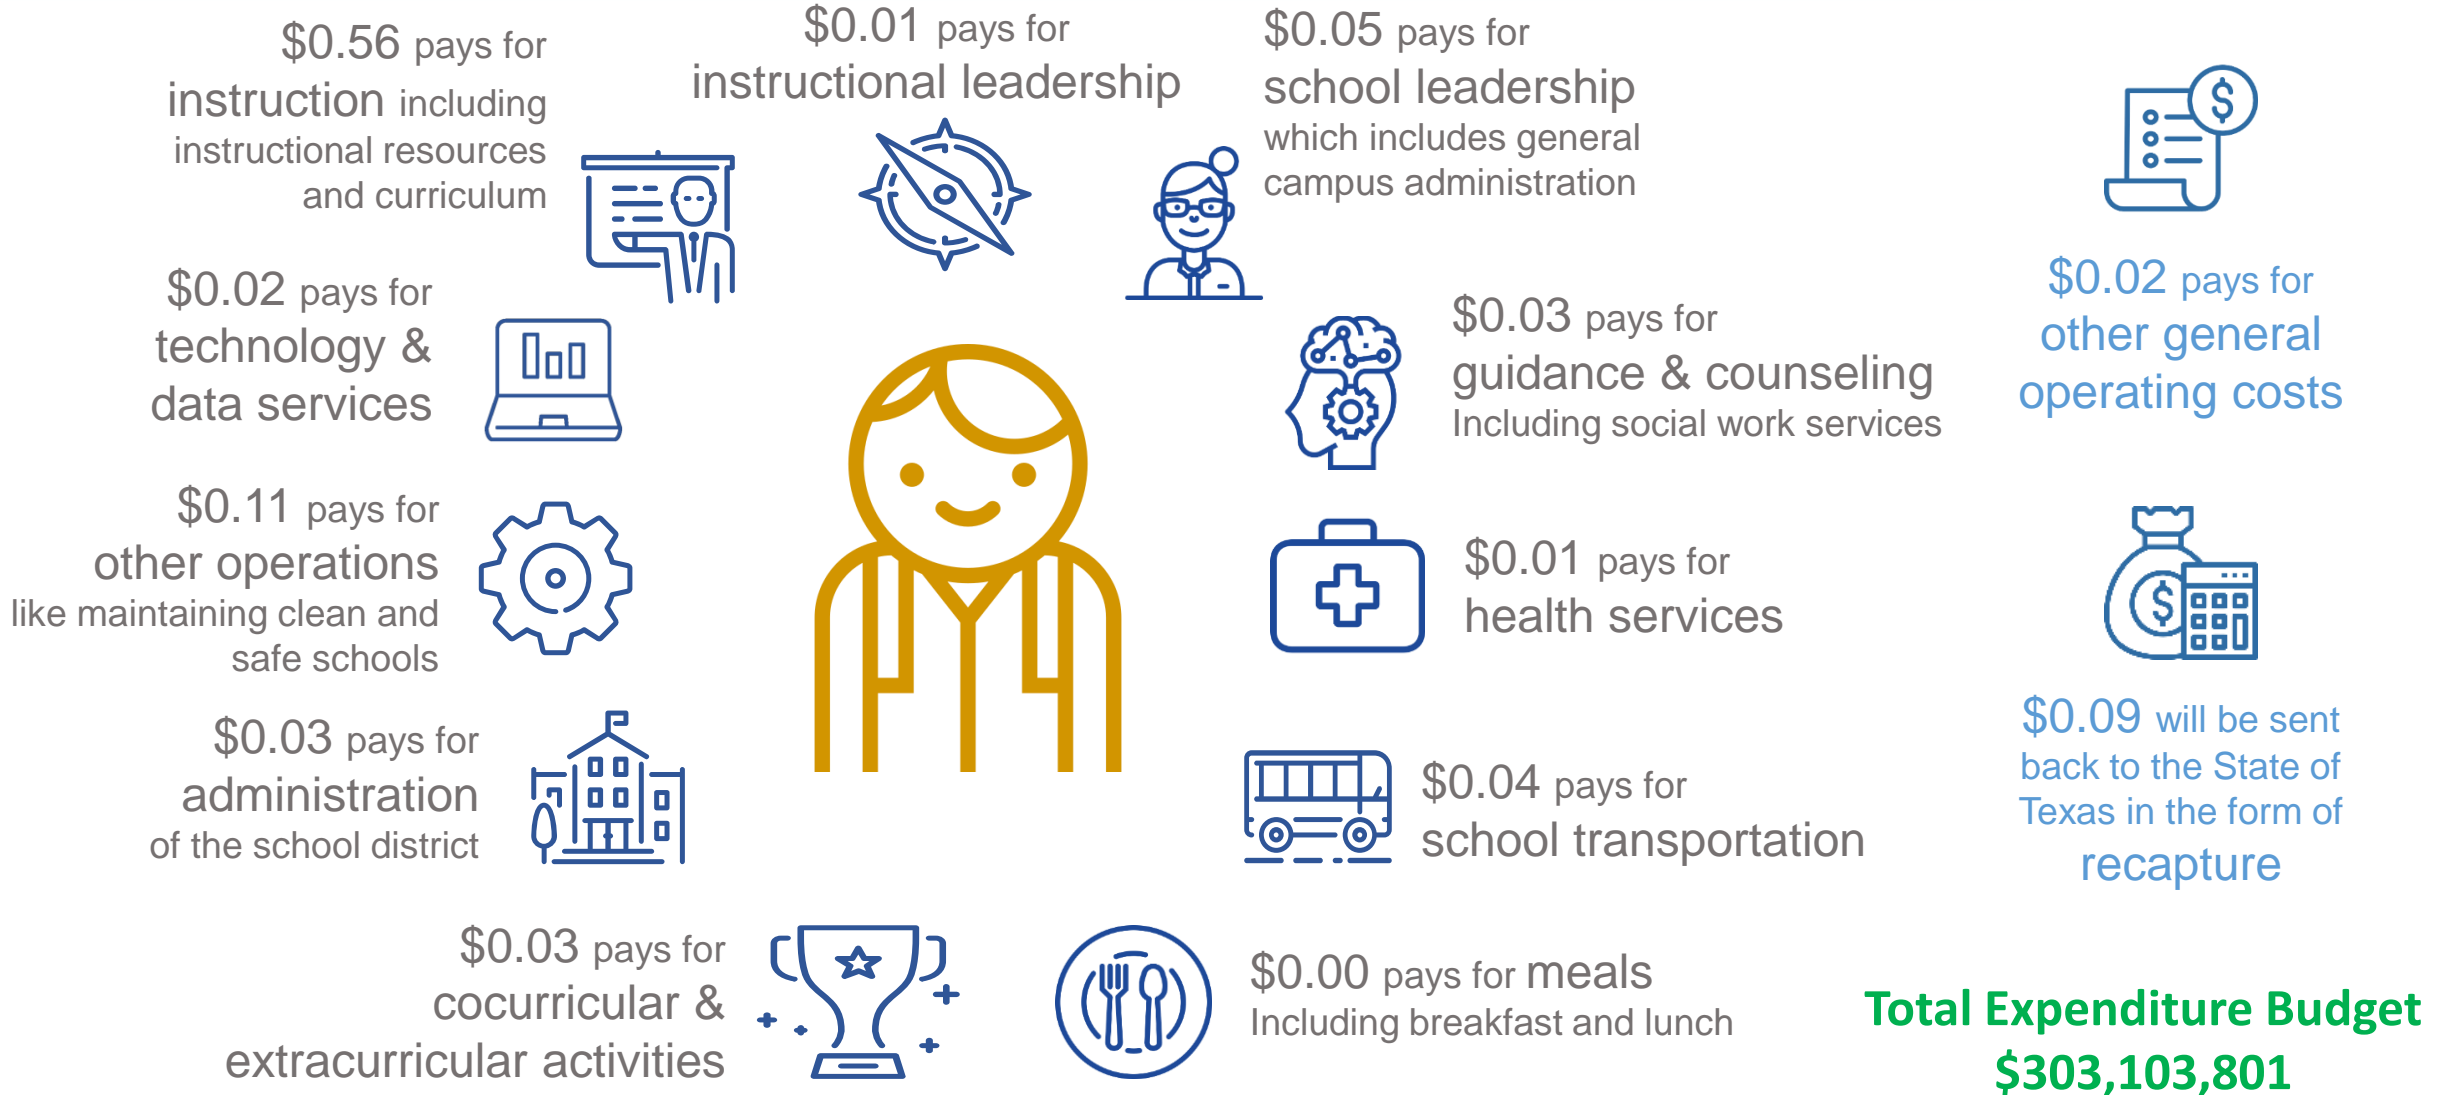 $0.56 pays for
instruction including
instructional resources
and curriculum
$0.01 pays for
instructional leadership
$0.05 pays for
school leadership
which includes general
campus administration
$0.02 pays for
technology &
data services
$0.03 pays for
guidance & counseling
Including social work services
$0.02 pays for
other general
operating costs
$0.11 pays for
other operations
like maintaining clean and
safe schools
$0.01 pays for
health services
$0.03 pays for
administration
of the school district
$0.04 pays for
school transportation
$0.09 will be sent
back to the State of
Texas in the form of
recapture
$0.03 pays for
cocurricular &
extracurricular activities
$0.00 pays for meals
Including breakfast and lunch
Total Expenditure Budget
$303,103,801